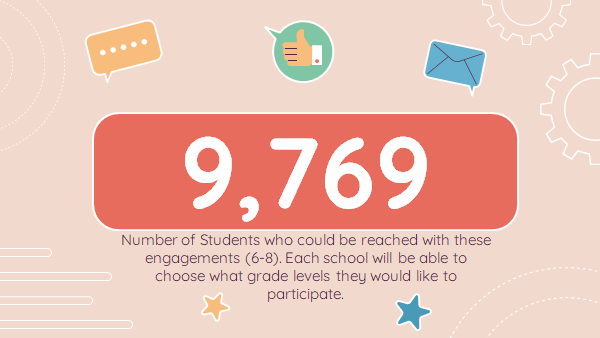 9,769
Number of Students who could be reached with these
engagements (6-8). Each school will be able to
choose what grade levels they would like to
participate.